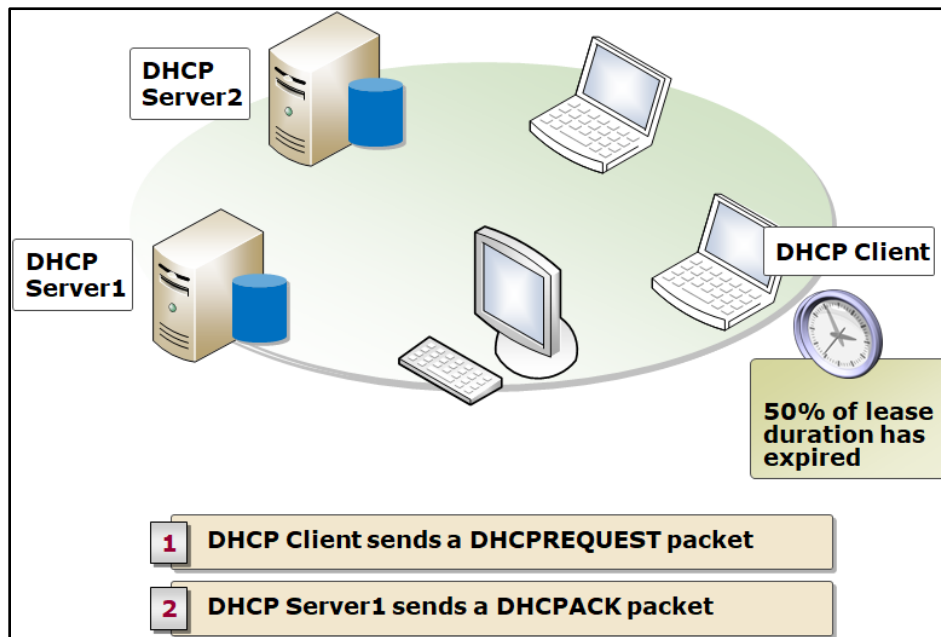 DHCP
Server2
DHCP
Server1
DHCP Client
50% of lease
duration has
expired
1 DHCP Client sends a DHCPREQUEST packet
2 DHCP Server1 sends a DHCPACK packet